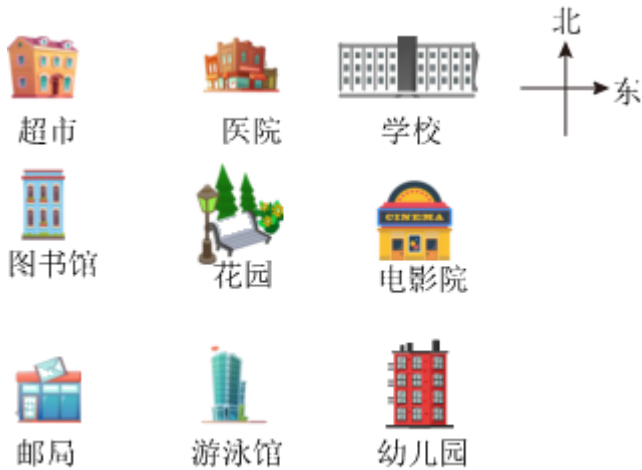 北
东
超市 医院 学校
CINEMA
图书馆 花园 电影院
邮局 游泳馆 幼儿园